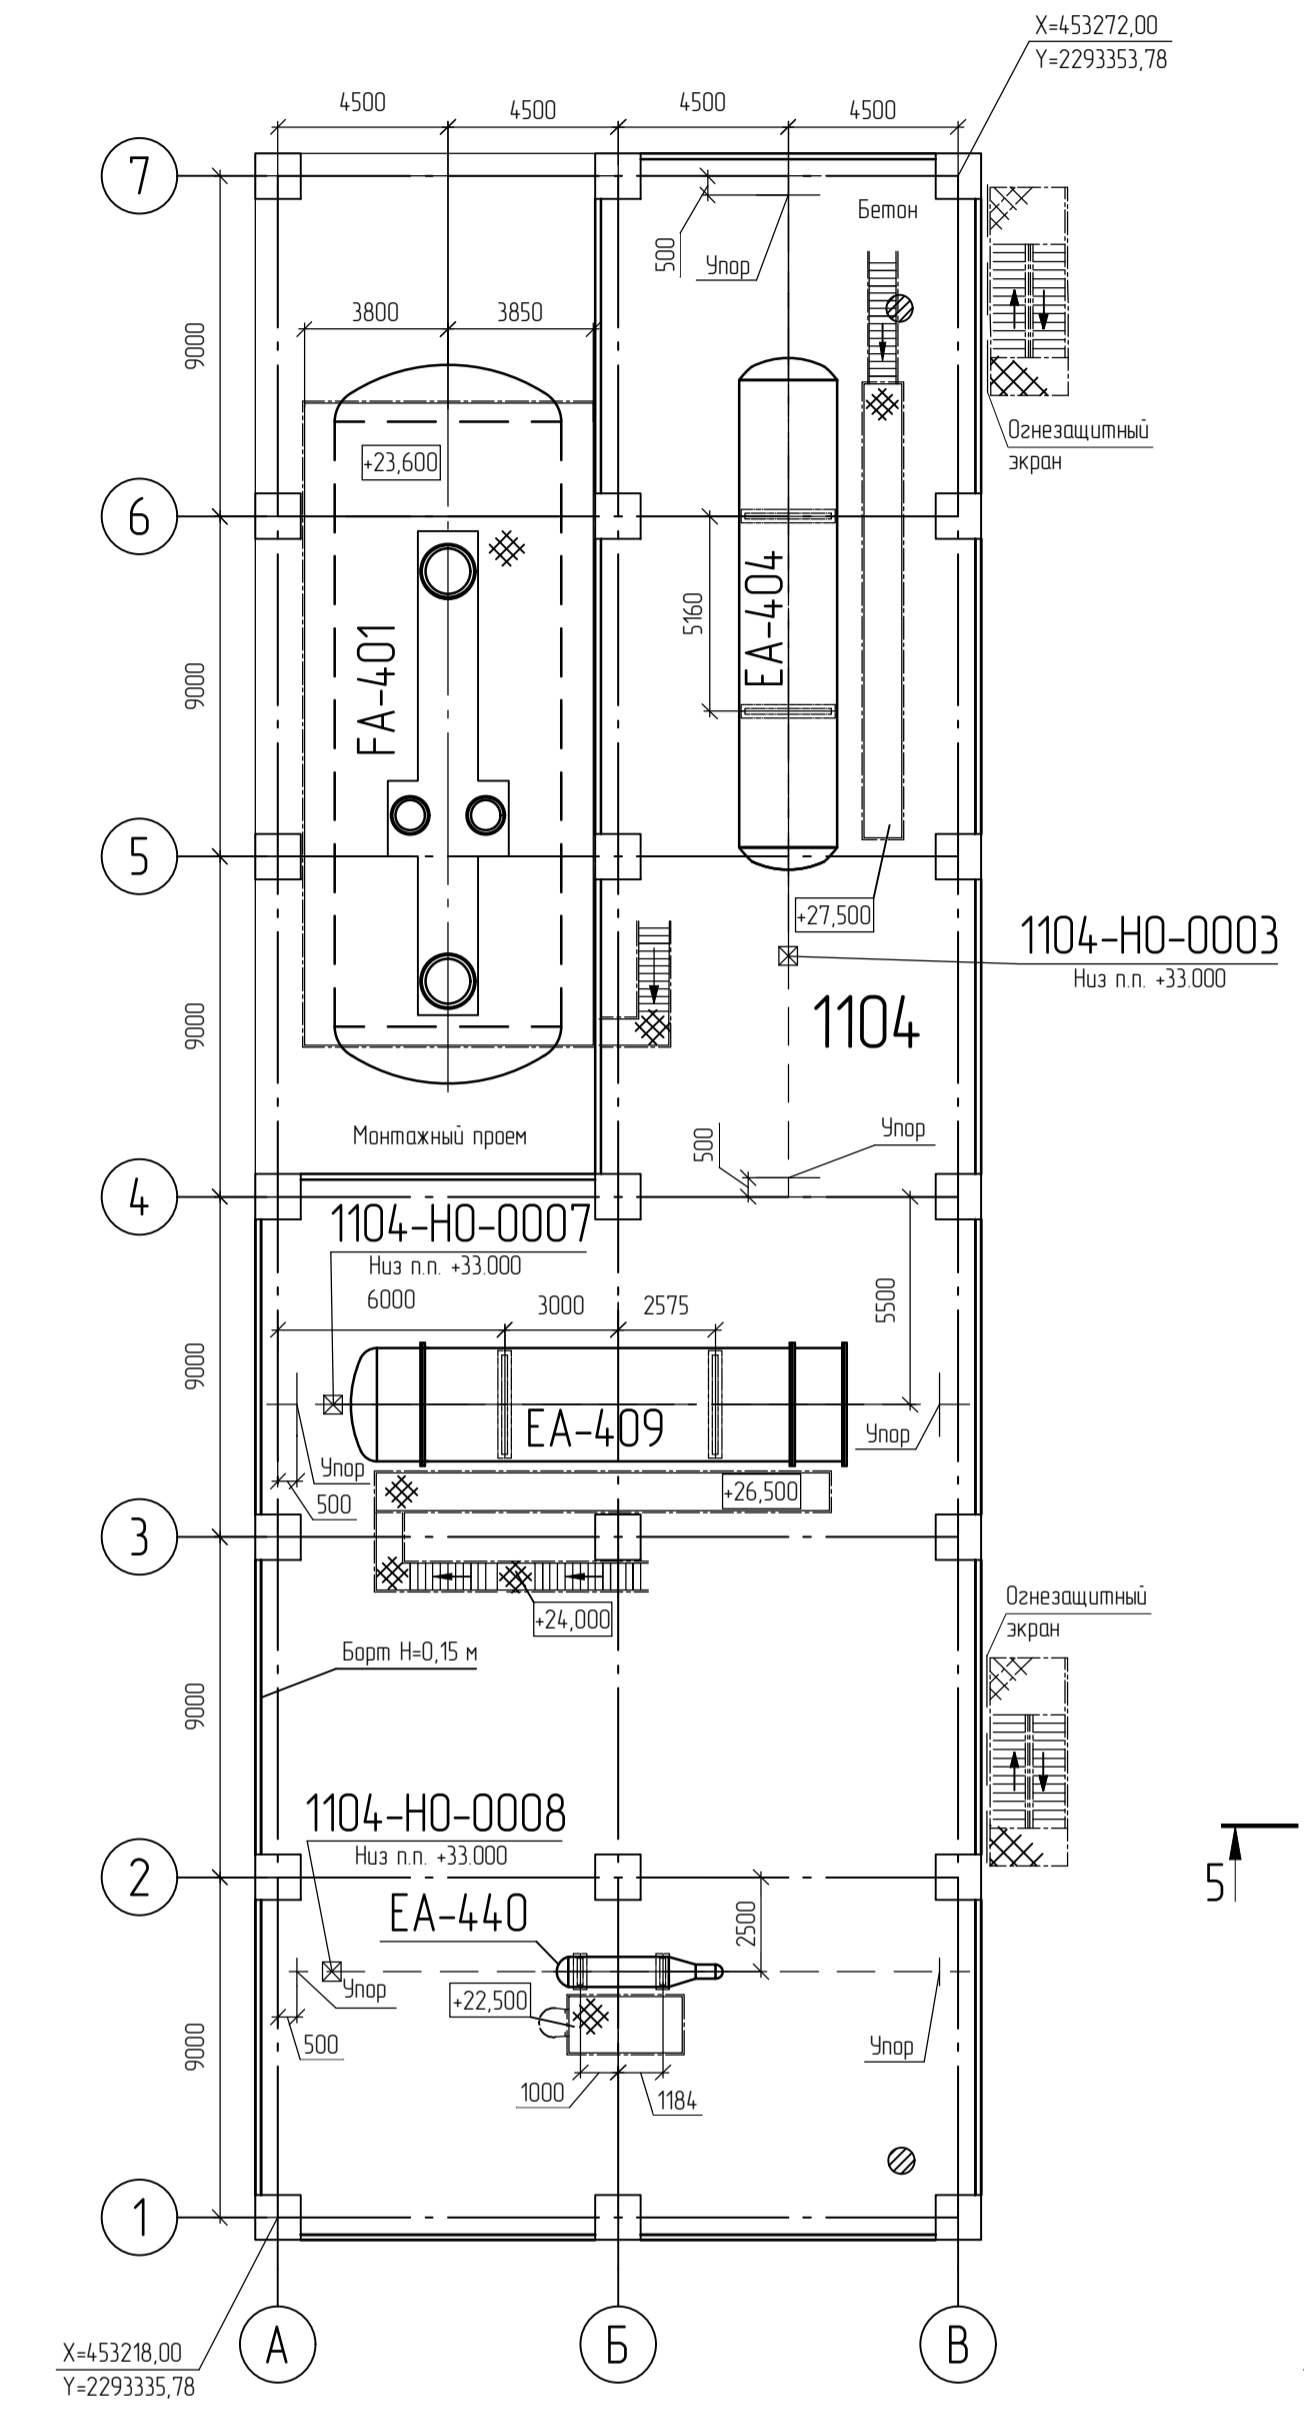 X=453272,00
Y=2293353,78
4500
4500
4500
4500
7
500
Упор
Бетон
9000
3800
3850
+23,600
Огнезащитный
экран
6
9000
FA-401
5160
EA-404
5
+27,500
1104-НО-0003
Низ п.п. +33.000
1104
9000
Монтажный проем
500
Упор
4
1104-НО-0007
Низ п.п. +33.000
6000
3000
2575
5500
9000
EA-409
Упор
Упор
500
+26,500
3
+24,000
Огнезащитный
экран
Борт Н=0,15 м
9000
1104-НО-0008
Низ п.п. +33.000
2
5
EA-440
2500
Упор
+22,500
500
Упор
9000
1000
1184
1
А
Б
В
X=453218,00
Y=2293335,78